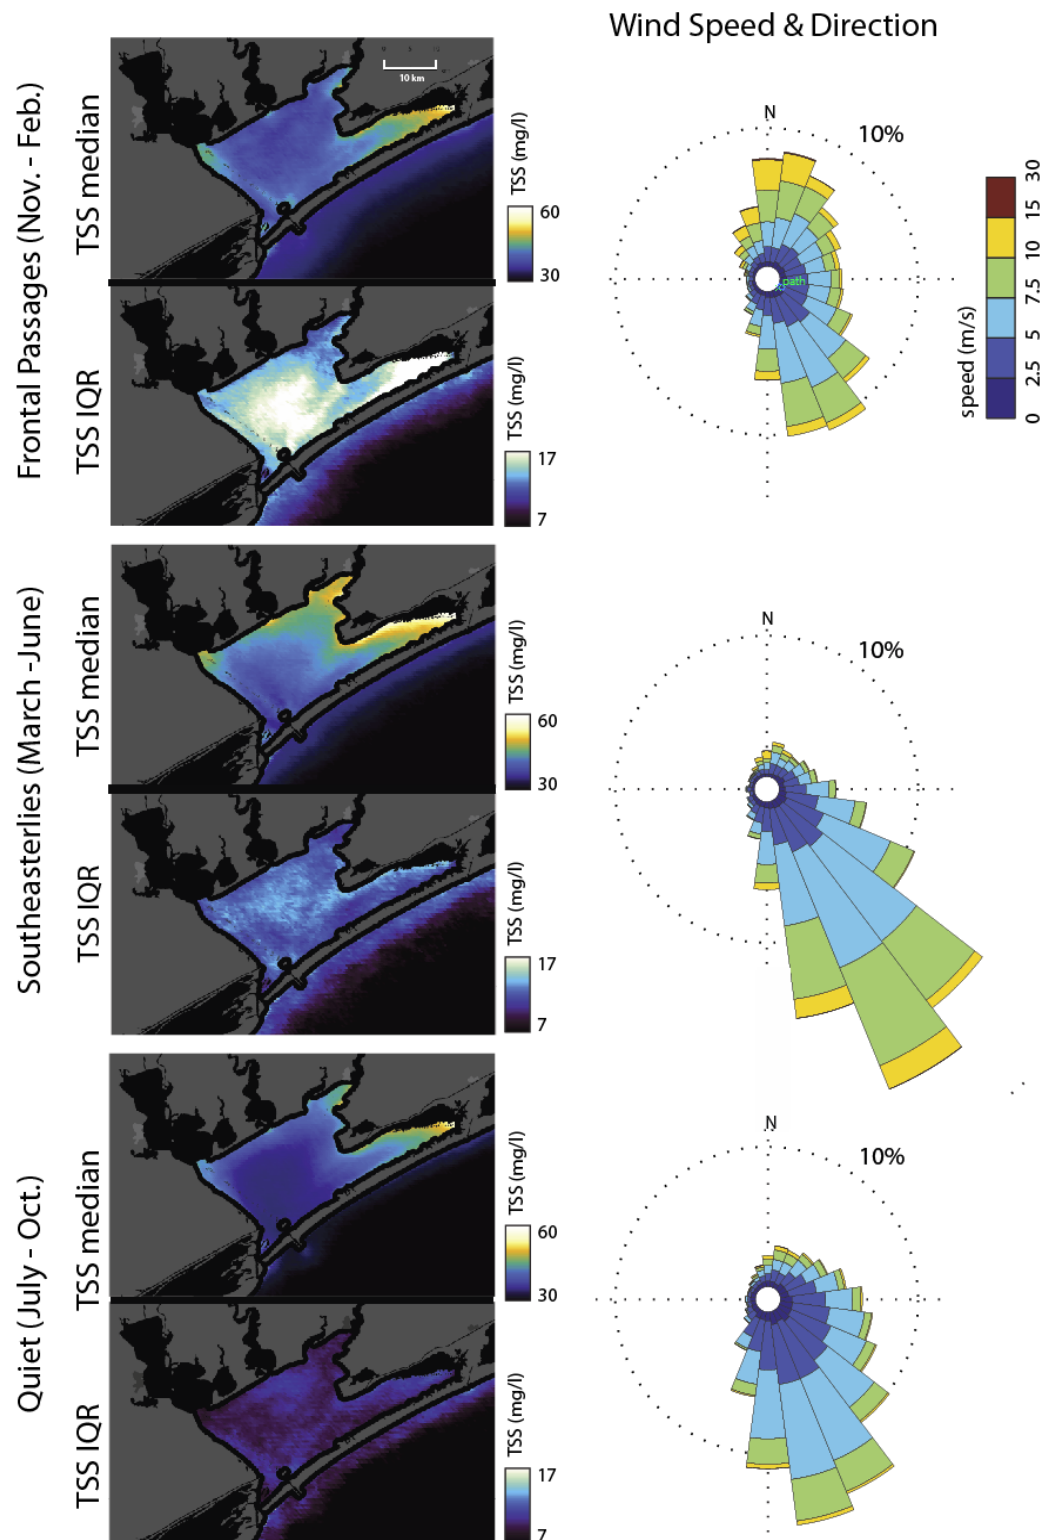 Wind Speed & Direction
Frontal Passages (Nov. - Feb.)
TSS median
10 km
TSS (mg/l)
60
30
TSS IQR
TSS (mg/l)
17
7
N
10%
path
speed (m/s)
30
15
10
7.5
5
2.5
0
Southeasterlies (March -June)
TSS median
TSS (mg/l)
60
30
TSS IQR
TSS (mg/l)
17
7
N
10%
Quiet (July - Oct.)
TSS median
TSS (mg/l)
60
30
TSS IQR
TSS (mg/l)
17
7
N
10%